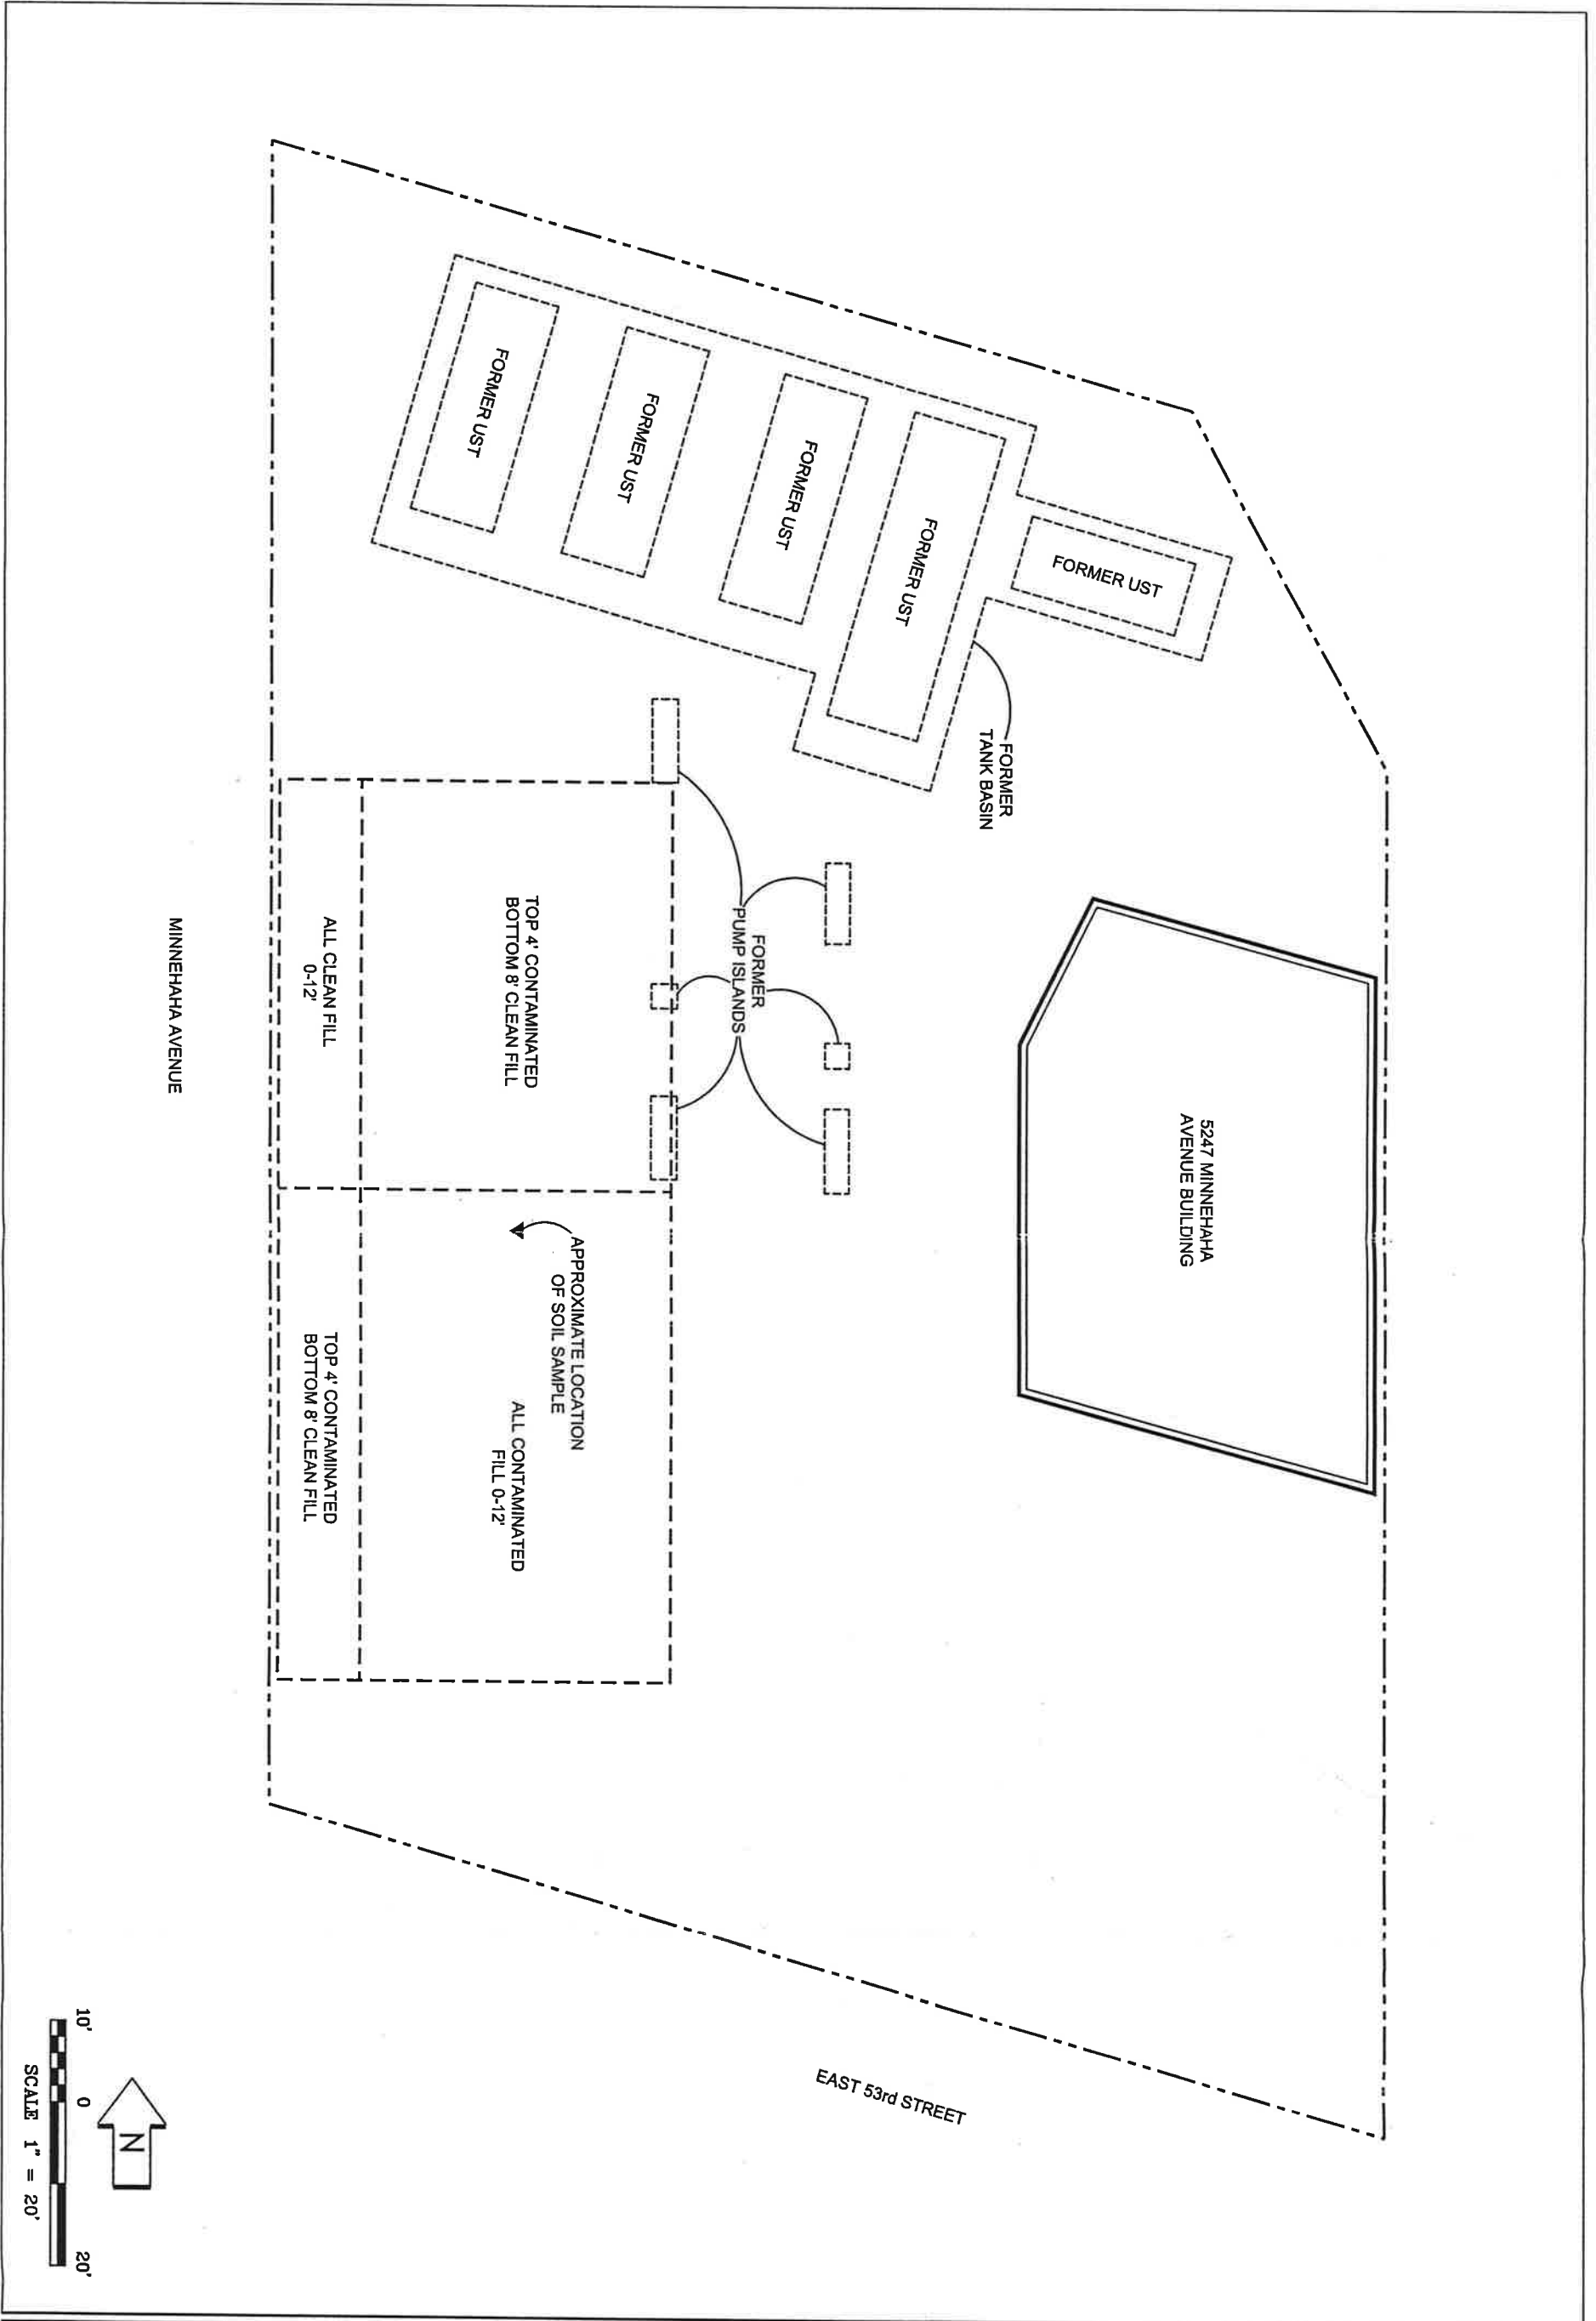 FORMER UST
FORMER UST
FORMER UST
FORMER UST
FORMER UST
FORMER
TANK BASIN
FORMER
PUMP ISLANDS
5247 MINNEHAHA
AVENUE BUILDING
TOP 4' CONTAMINATED
BOTTOM 8' CLEAN FILL
ALL CLEAN FILL
0-12'
APPROXIMATE LOCATION
OF SOIL SAMPLE
ALL CONTAMINATED
FILL 0-12'
TOP 4' CONTAMINATED
BOTTOM 8' CLEAN FILL
MINNEHAHA AVENUE
EAST 53rd STREET
N
10' 0 20'
SCALE 1" = 20'